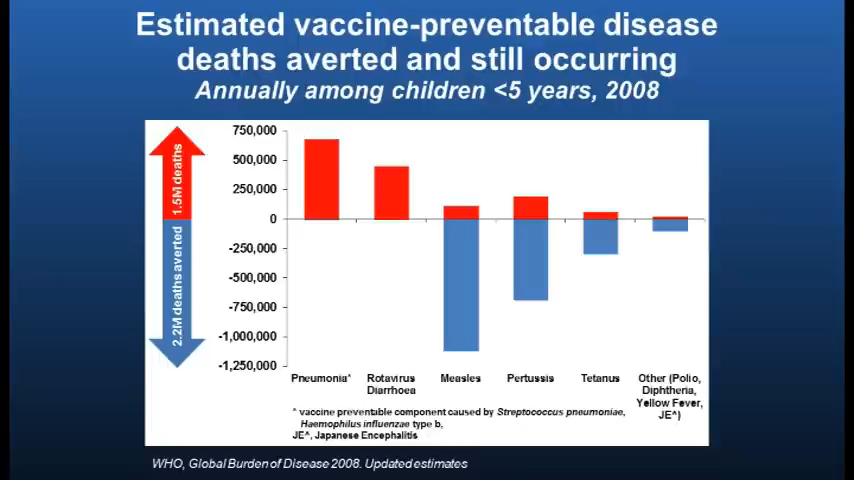 Estimated vaccine-preventable disease
deaths averted and still occurring
Annually among children <5 years, 2008
750,000
500,000
250,000
0
-250,000
-500,000
-750,000
-1,000,000
-1,250,000
1.5M deaths
2.2M deaths averted
Pneumonia*
Rotavirus
Diarrhoea
Measles
Pertussis
Tetanus
Other (Polio,
Diphtheria,
Yellow Fever,
JE^)
* vaccine preventable component caused by Streptococcus pneumoniae,
Haemophilus influenzae type b,
JE^, Japanese Encephalitis
WHO, Global Burden of Disease 2008. Updated estimates